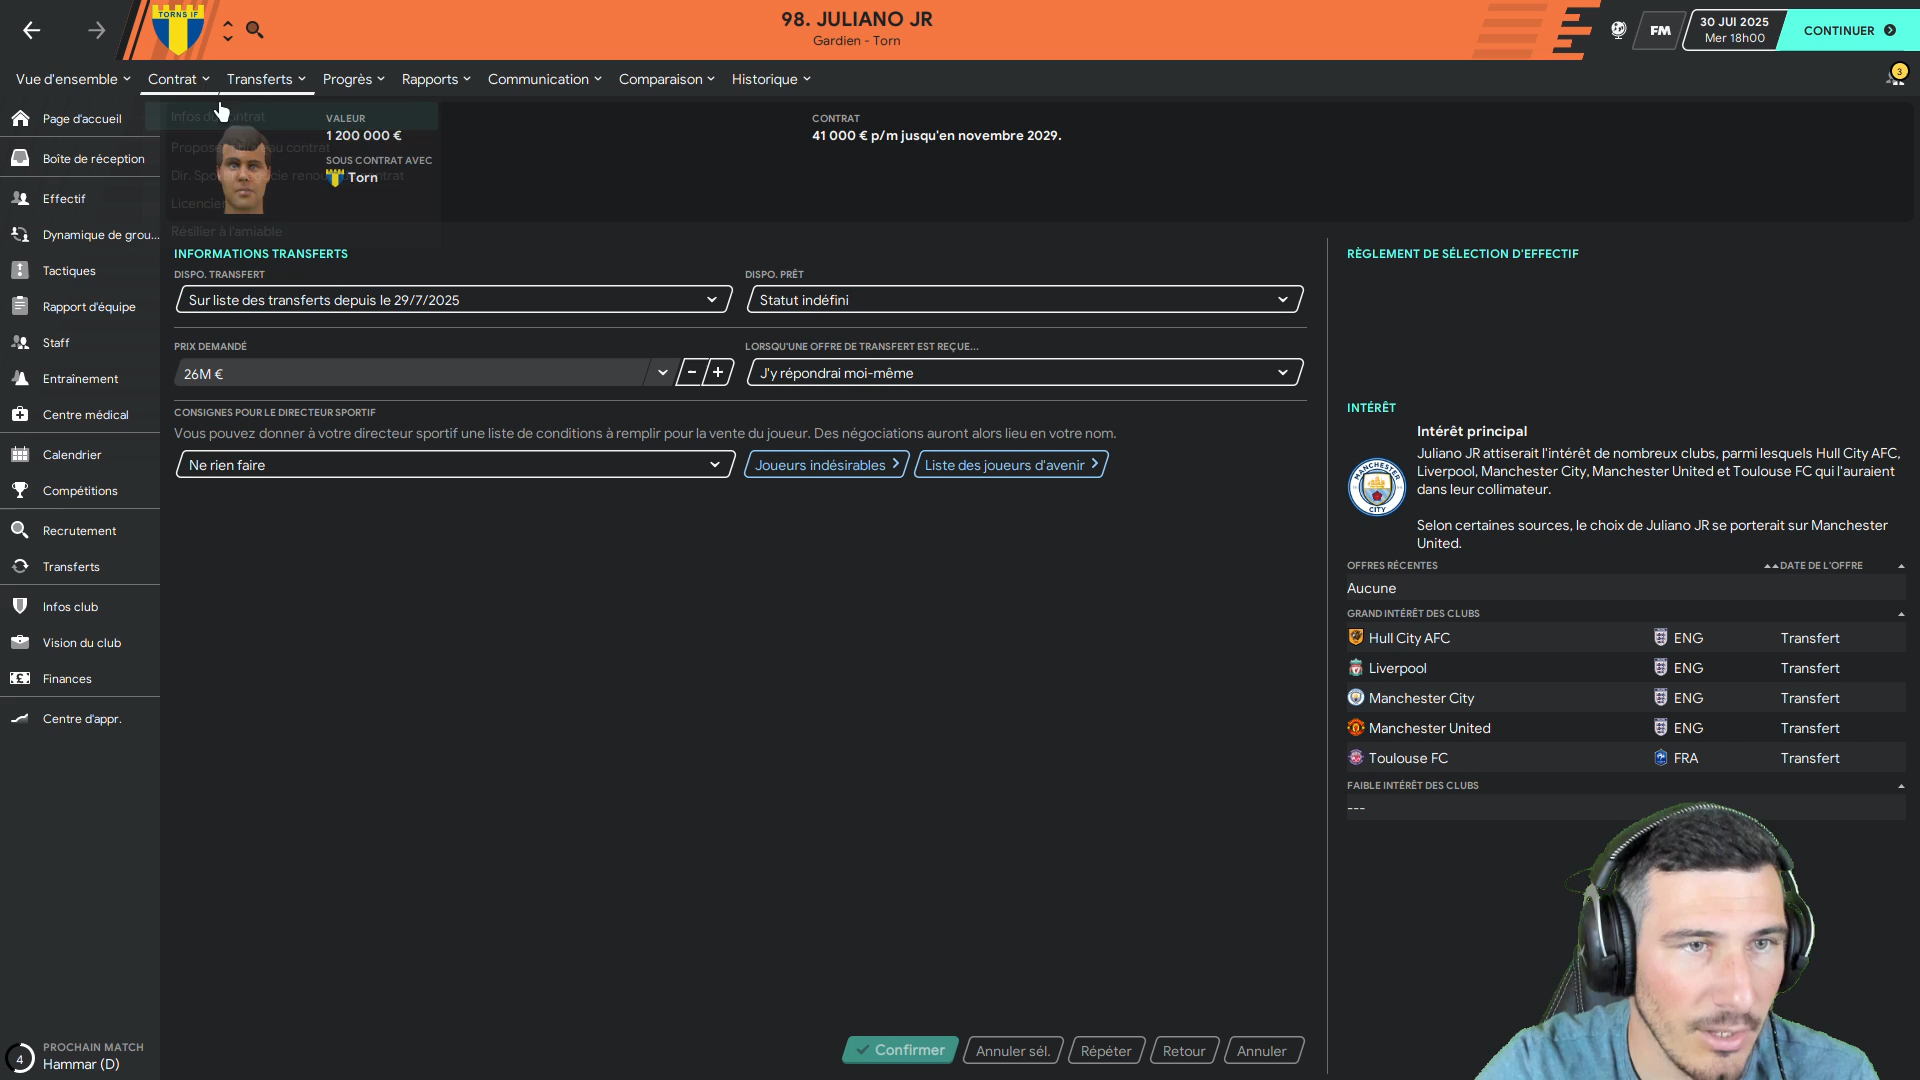 TORNS IF
98. JULIANO JR
Gardien - Torn
30 JUI 2025
Mer 18h00
FM
CONTINUER
Vue d'ensemble
Contrat
Transferts
Progrès
Rapports
Communication
Comparaison
Historique
3
Page d'accueil
Boîte de réception
Effectif
Dynamique de grou...
Tactiques
Rapport d'équipe
Staff
Entraînement
Centre médical
Calendrier
Compétitions
Recrutement
Transferts
Infos club
Vision du club
Finances
Centre d'appr.
4
PROCHAIN MATCH
Hammar (D)
Licencier
Résilier à l'amiable
VALEUR
1 200 000 €
SOUS CONTRAT AVEC
Torn
CONTRAT
41 000 € p/m jusqu'en novembre 2029.
INFORMATIONS TRANSFERTS
DISPO. TRANSFERT
Sur liste des transferts depuis le 29/7/2025
DISPO. PRÊT
Statut indéfini
PRIX DEMANDÉ
26M €
LORSQU'UNE OFFRE DE TRANSFERT EST REÇUE...
J'y répondrai moi-même
CONSIGNES POUR LE DIRECTEUR SPORTIF
Vous pouvez donner à votre directeur sportif une liste de conditions à remplir pour la vente du joueur. Des négociations auront alors lieu en votre nom.
Ne rien faire
Joueurs indésirables
Liste des joueurs d'avenir
RÈGLEMENT DE SÉLECTION D'EFFECTIF
INTÉRÊT
MANCHESTER
CITY
Intérêt principal
Juliano JR attiserait l'intérêt de nombreux clubs, parmi lesquels Hull City AFC,
Liverpool, Manchester City, Manchester United et Toulouse FC qui l'auraient
dans leur collimateur.
Selon certaines sources, le choix de Juliano JR se porterait sur Manchester
United.
OFFRES RÉCENTES
DATE DE L'OFFRE
Aucune
GRAND INTÉRÊT DES CLUBS
Hull City AFC ENG Transfert
Liverpool ENG Transfert
Manchester City ENG Transfert
Manchester United ENG Transfert
Toulouse FC FRA Transfert
FAIBLE INTÉRÊT DES CLUBS
---
Confirmer
Annuler sél.
Répéter
Retour
Annuler